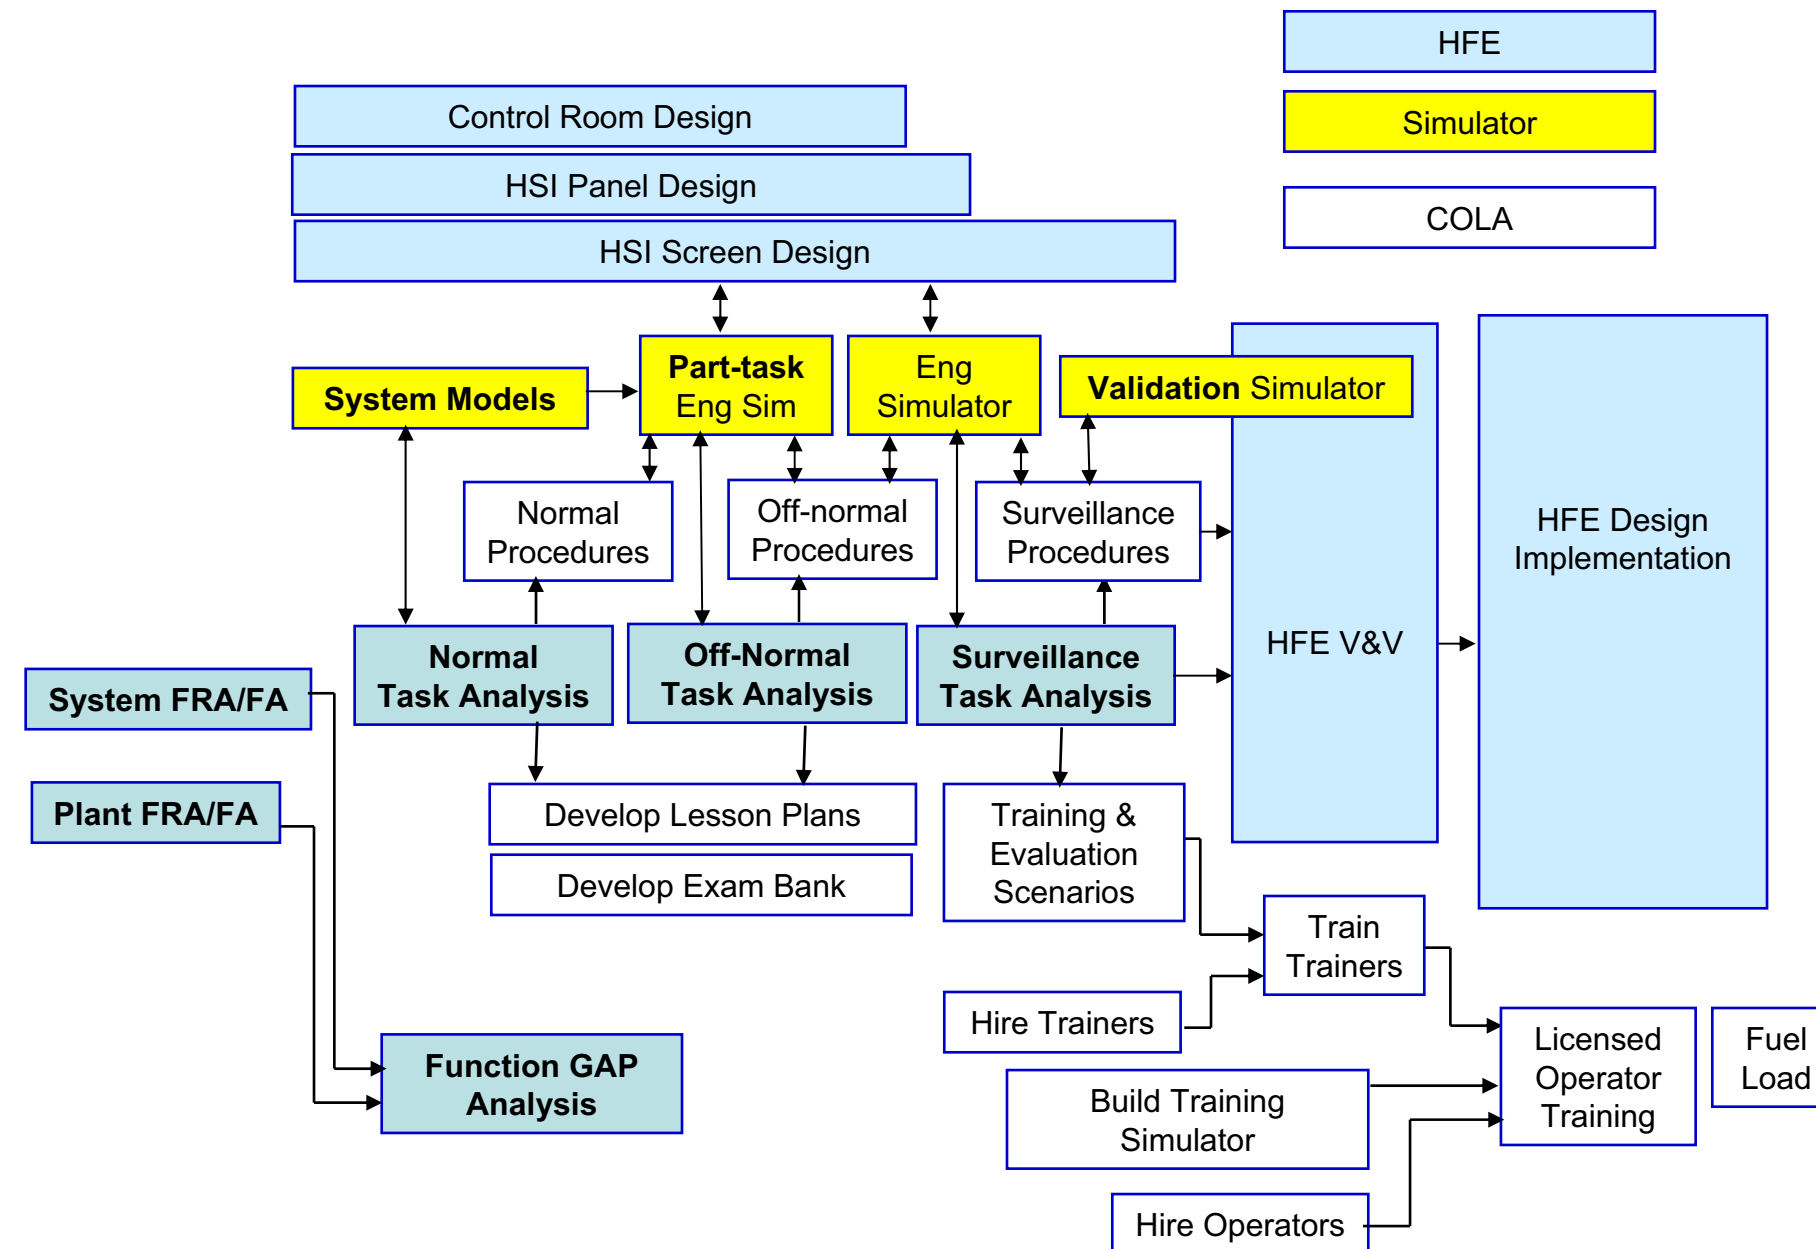 HFE
Simulator
COLA
Control Room Design
HSI Panel Design
HSI Screen Design
System Models
Part-task
Eng Sim
Eng
Simulator
Validation Simulator
Normal
Procedures
Off-normal
Procedures
Surveillance
Procedures
HFE V&V
HFE Design
Implementation
Normal
Task Analysis
Off-Normal
Task Analysis
Surveillance
Task Analysis
System FRA/FA
Plant FRA/FA
Develop Lesson Plans
Develop Exam Bank
Training &
Evaluation
Scenarios
Train
Trainers
Hire Trainers
Function GAP
Analysis
Build Training
Simulator
Licensed
Operator
Training
Fuel
Load
Hire Operators